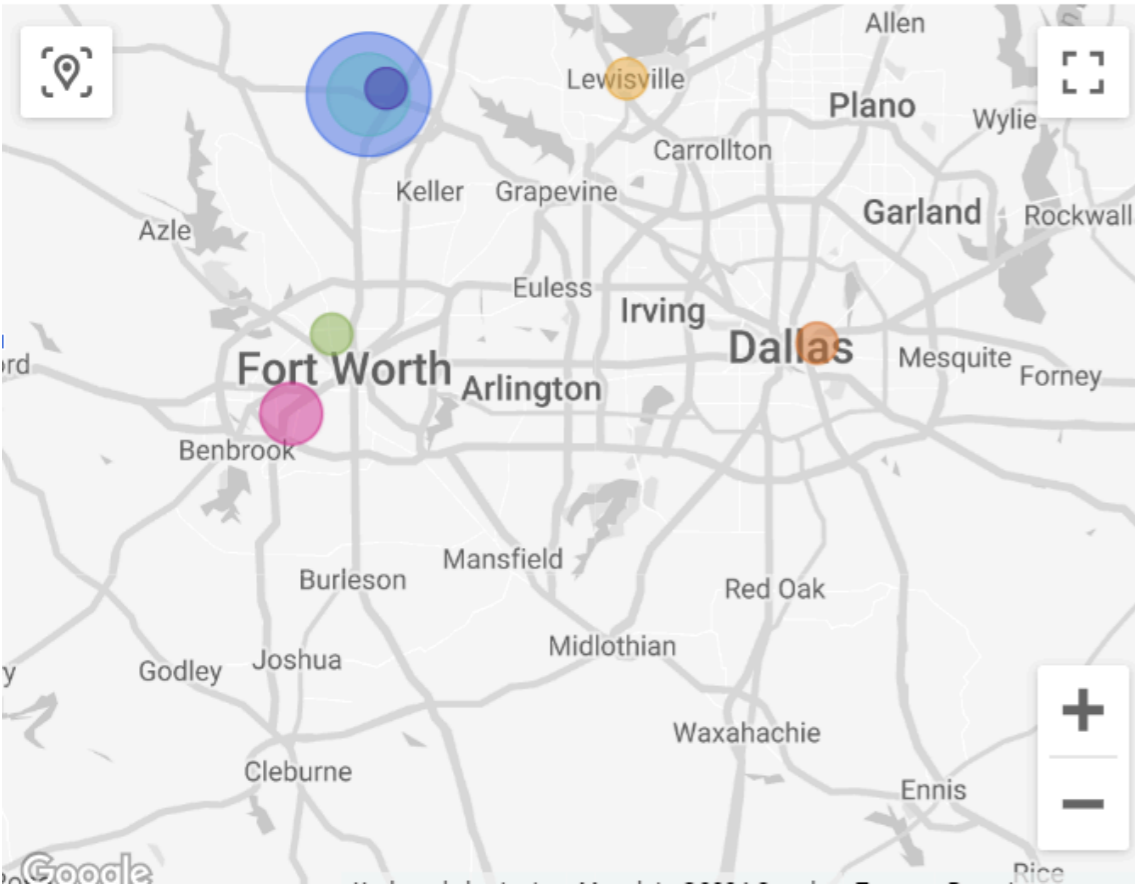 Allen
Lewisville
Plano
Wylie
Carrollton
Keller
Grapevine
Garland
Rockwall
Azle
Euless
Irving
Dallas
Mesquite
Forney
Fort Worth
Arlington
Benbrook
Mansfield
Burleson
Red Oak
Midlothian
Joshua
Godley
Waxahachie
Cleburne
Ennis
Rice
Google